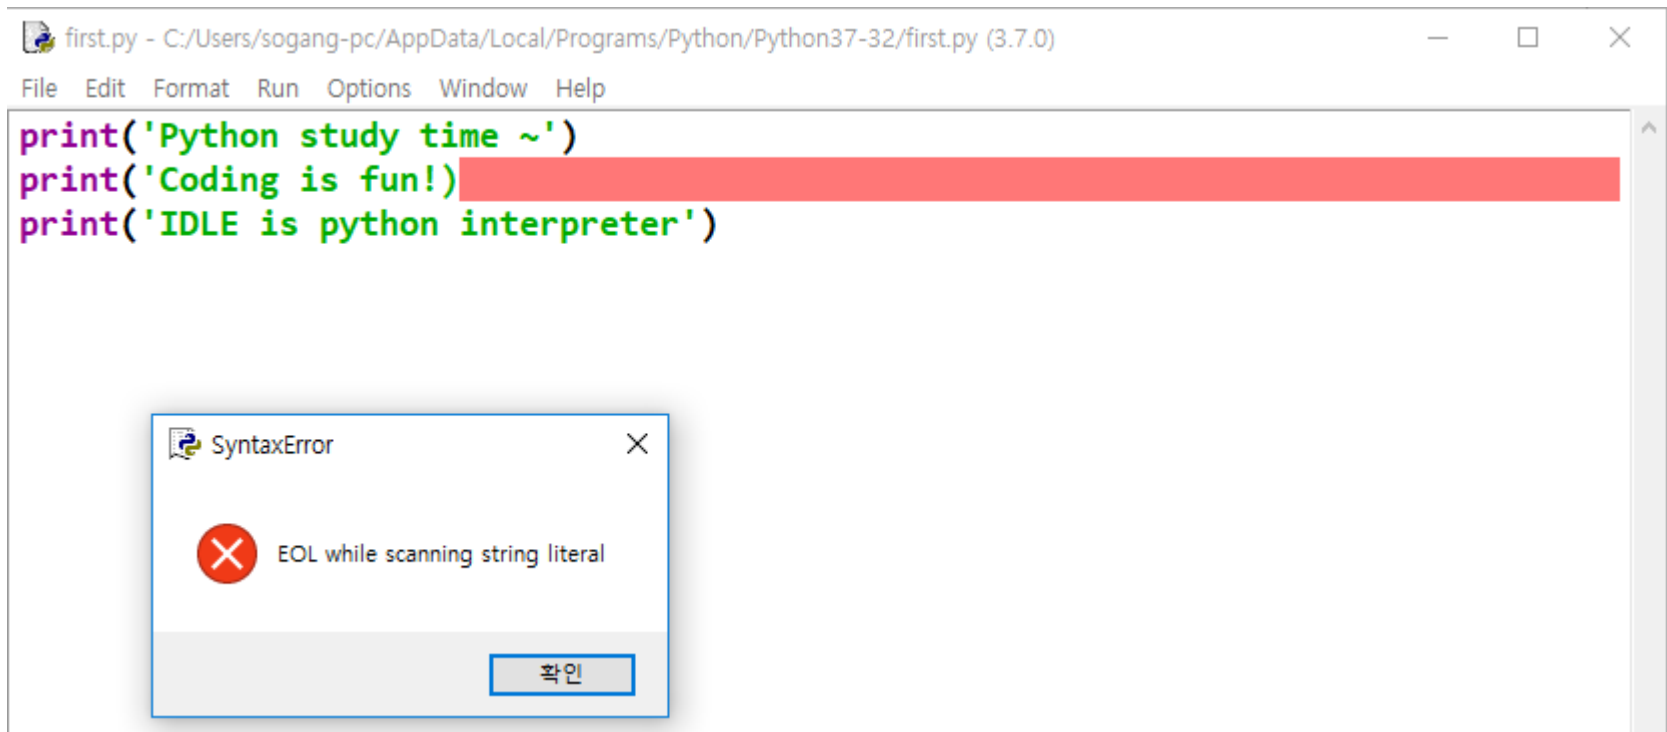 first.py - C:/Users/sogang-pc/AppData/Local/Programs/Python/Python37-32/first.py (3.7.0)
File Edit Format Run Options Window Help
print('Python study time ~')
print('Coding is fun!)
print('IDLE is python interpreter')
SyntaxError
EOL while scanning string literal
확인